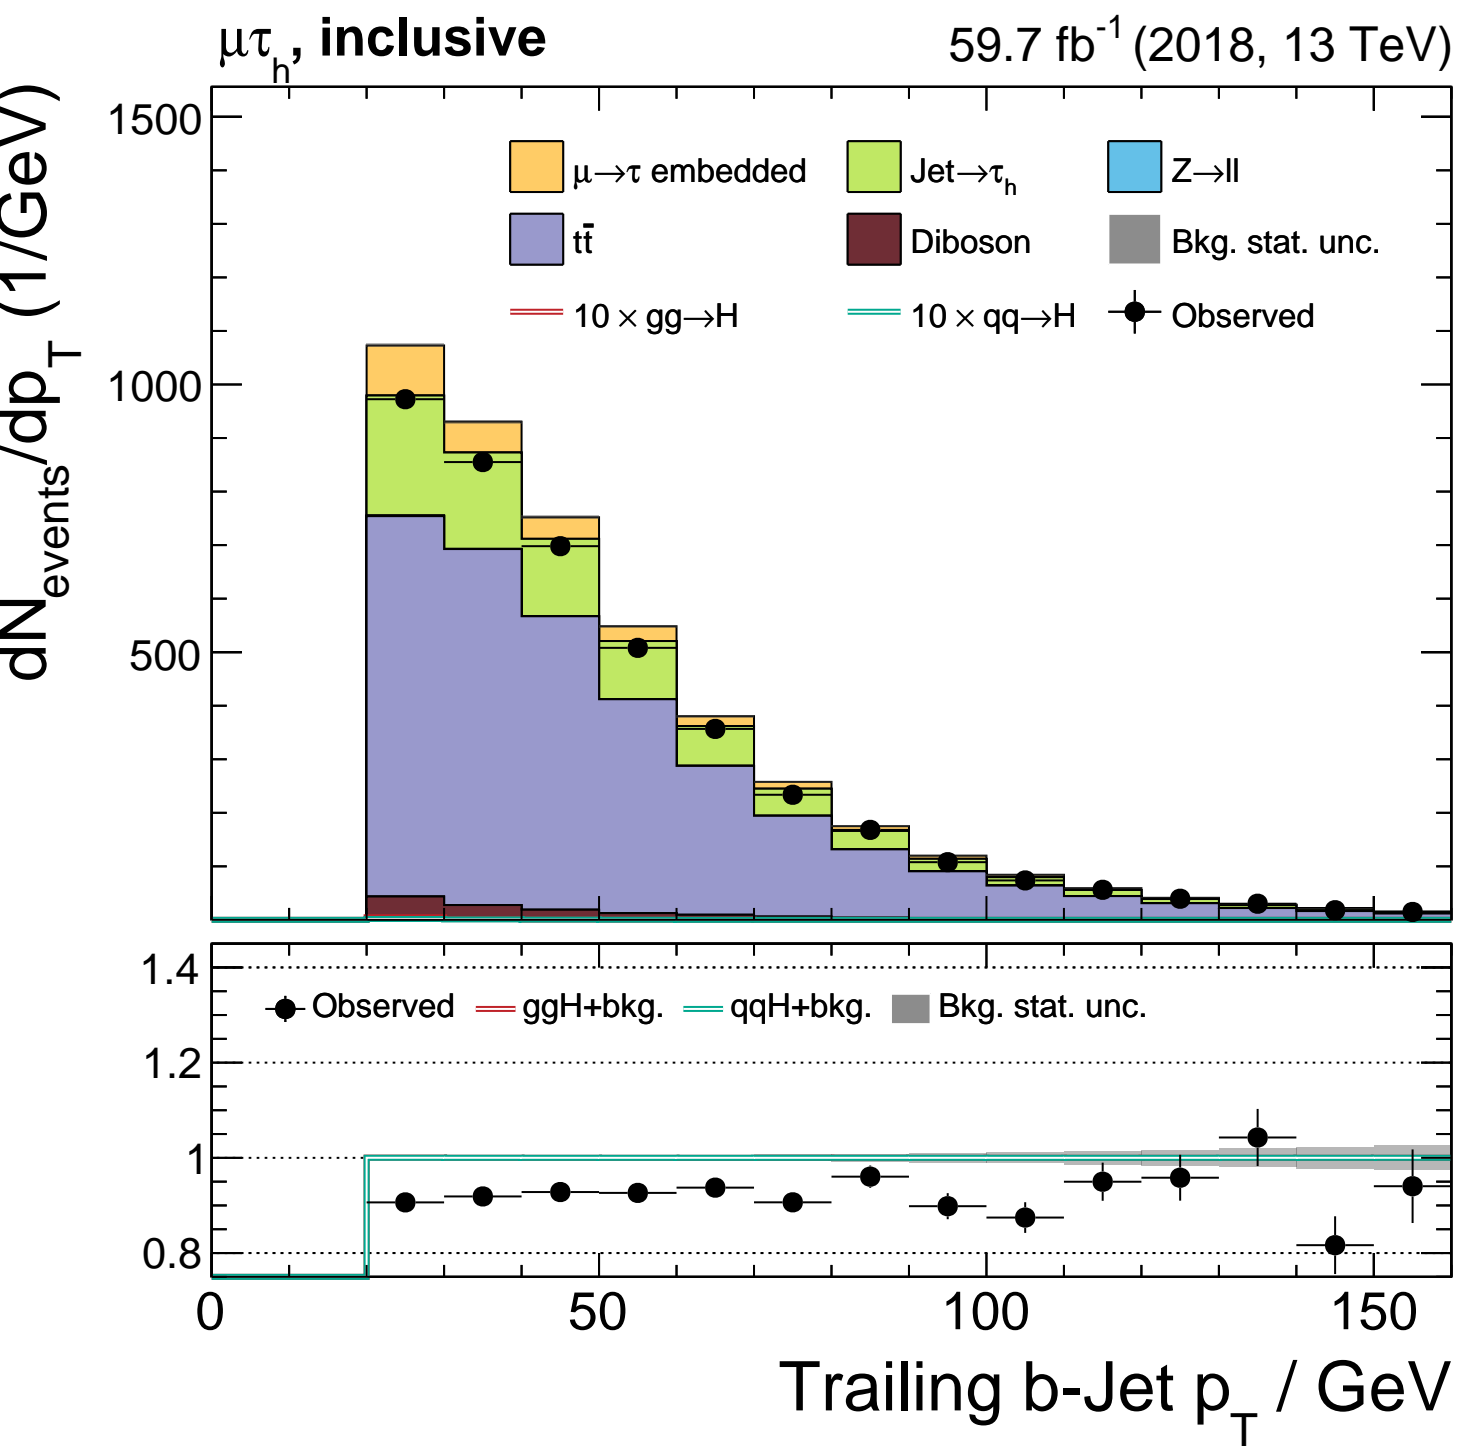 μτh, inclusive
59.7 fb-1 (2018, 13 TeV)
dNevents/dpT (1/GeV)
1500
1000
500
μ→τ embedded
Jet→τh
Z→ll
tt̄
Diboson
Bkg. stat. unc.
10 × gg→H
10 × qq→H
Observed
1.4
1.2
1
0.8
Observed
ggH+bkg.
qqH+bkg.
Bkg. stat. unc.
0
50
100
150
Trailing b-Jet pT / GeV